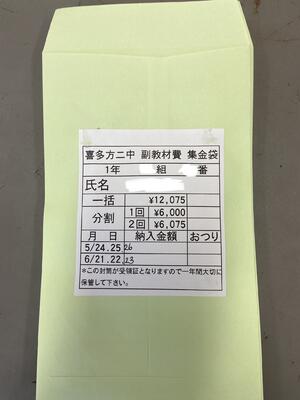 喜多方二中 副教材費 集金袋
1年 組 番
氏名
一括 ¥12,075
分割 1回 ¥6,000
2回 ¥6,075
月 日 納入金額 おつり
5/24.25 26
6/21.22 23
*この封筒が受領証となりますので一年間大切に
保管して下さい。